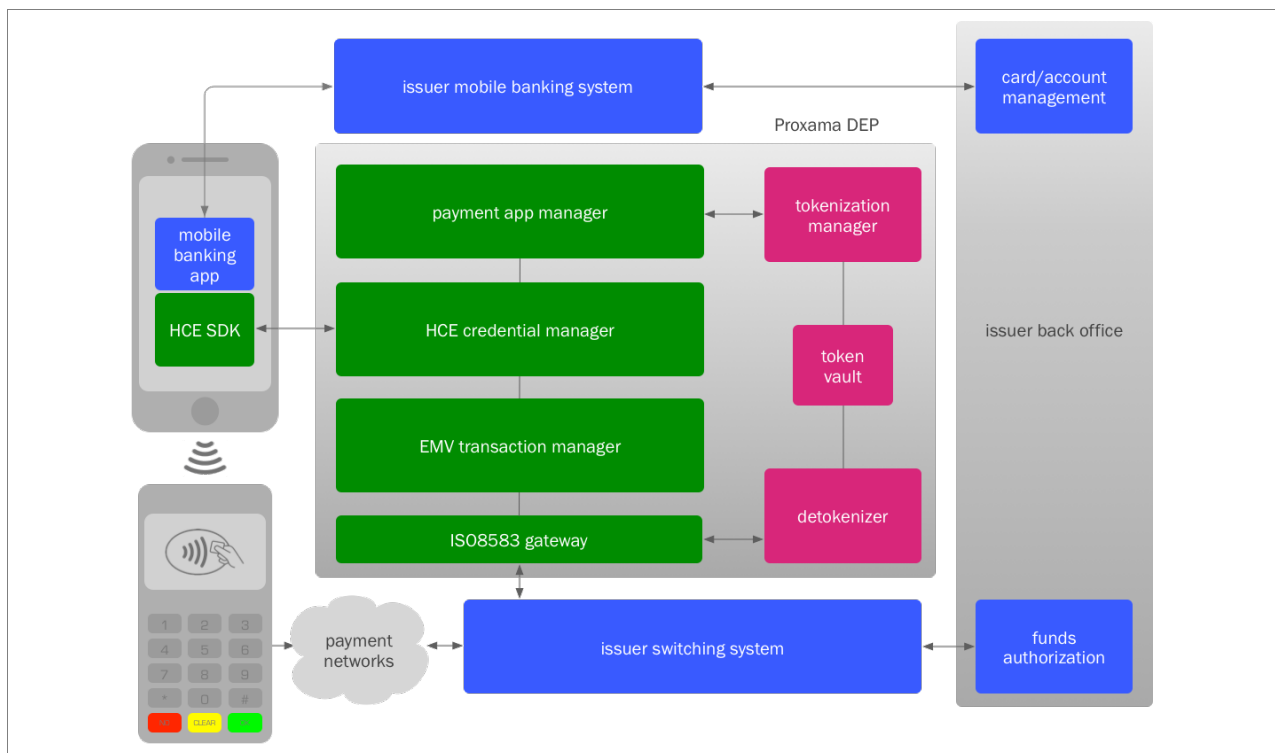 issuer mobile banking system
card/account
management
Proxama DEP
payment app manager
tokenization
manager
mobile
banking
app
HCE SDK
HCE credential manager
token
vault
issuer back office
EMV transaction manager
detokenizer
ISO8583 gateway
payment
networks
issuer switching system
funds
authorization
1 2 3
4 5 6
7 8 9
* 0 #
NO CLEAR OK